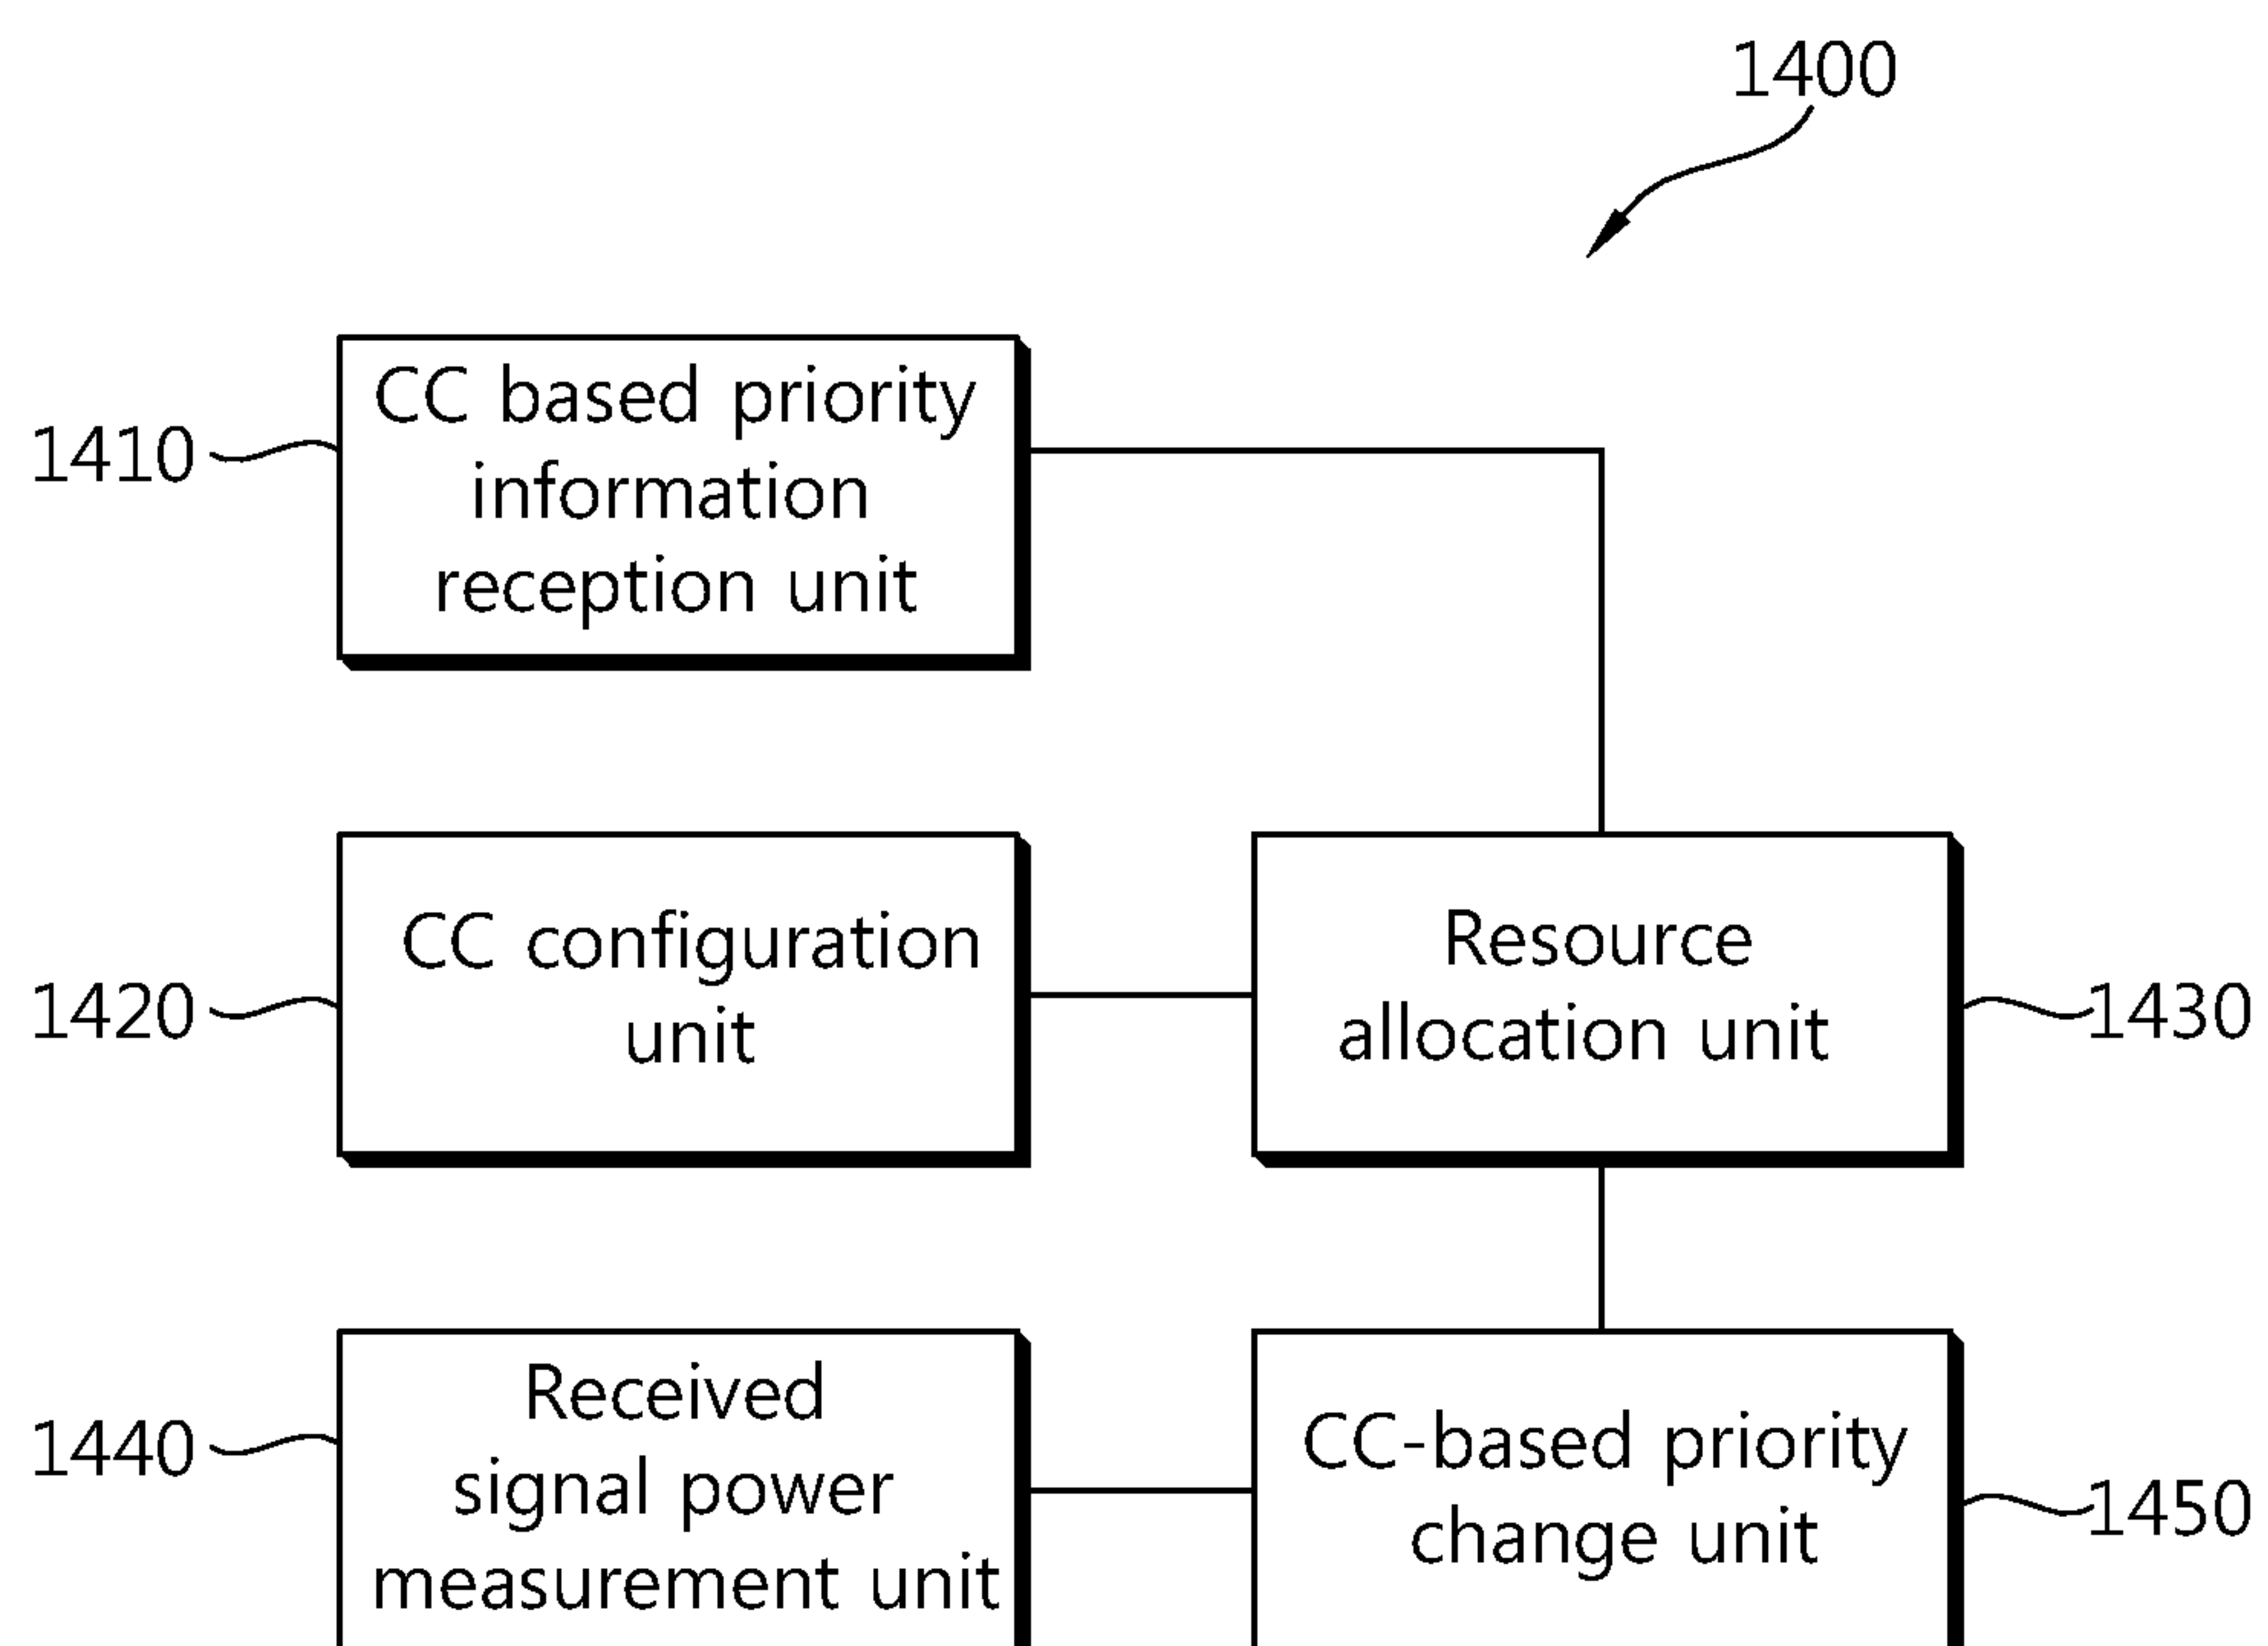 1400
1410
CC based priority
information
reception unit
1420
CC configuration
unit
Resource
allocation unit
1430
1440
Received
signal power
measurement unit
CC-based priority
change unit
1450